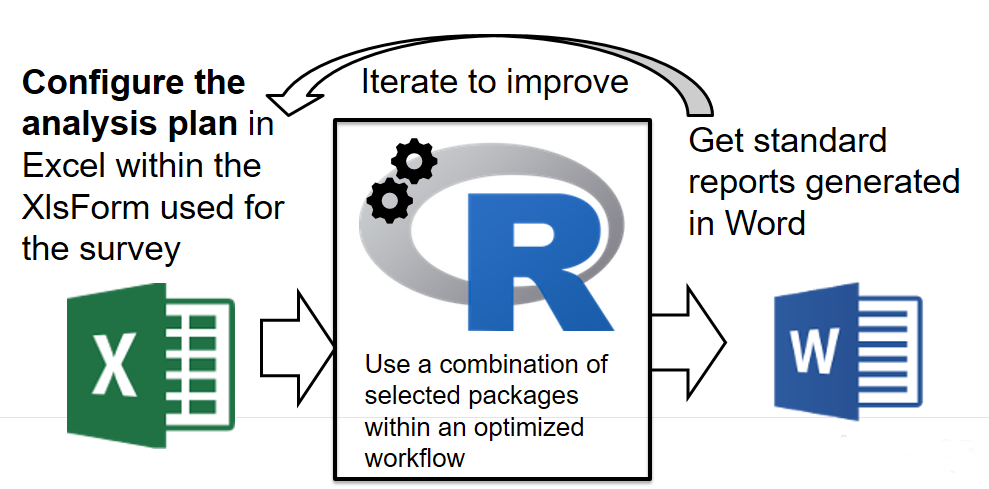 Iterate to improve
Configure the
analysis plan in
Excel within the
XlsForm used for
the survey
X
R
Use a combination of
selected packages
within an optimized
workflow
Get standard
reports generated
in Word
W